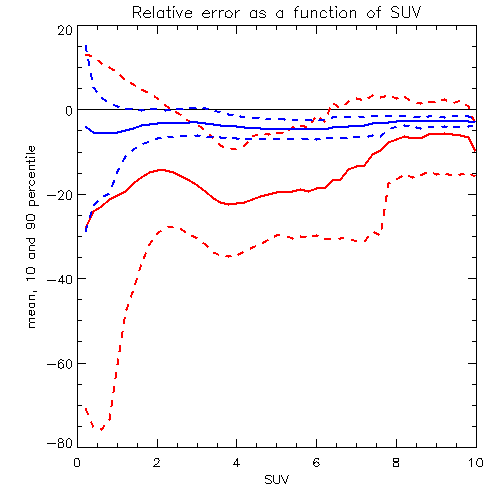 Relative error as a function of SUV
20
0
−20
−40
−60
−80
mean, 10 and 90 percentile
0 2 4 6 8 10
SUV